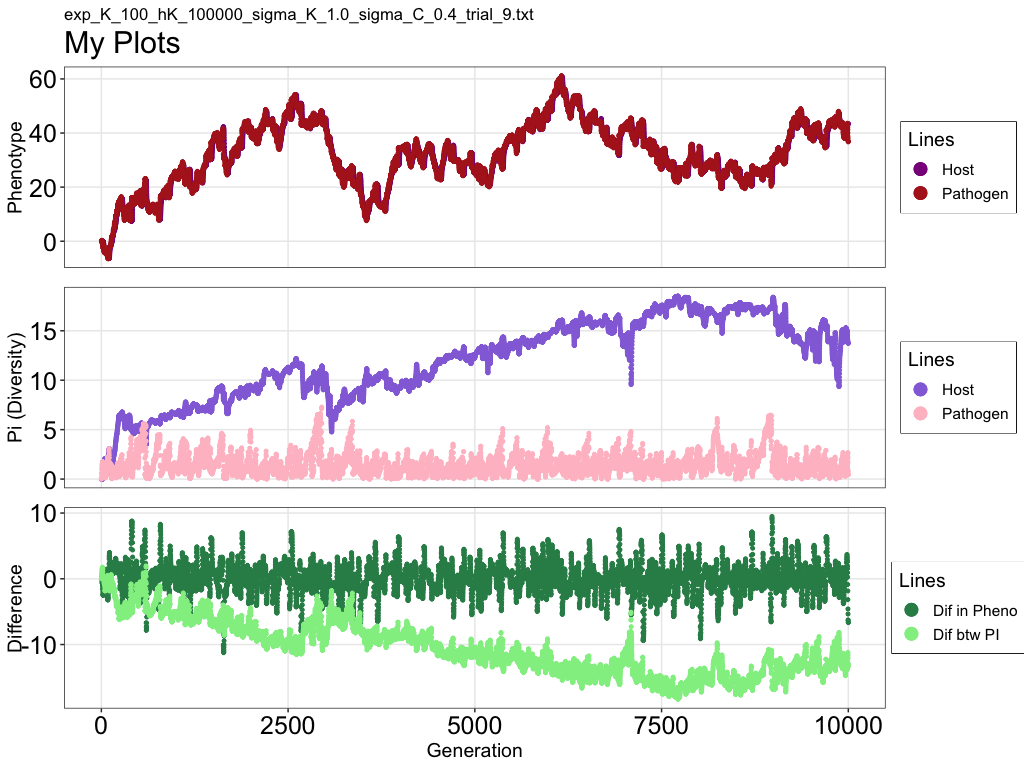 exp_K_100_hK_100000_sigma_K_1.0_sigma_C_0.4_trial_9.txt
My Plots
Phenotype
60
40
20
0
Lines
Host
Pathogen
Pi (Diversity)
15
10
5
0
Lines
Host
Pathogen
Difference
10
0
-10
Lines
Dif in Pheno
Dif btw PI
0
2500
5000
7500
10000
Generation